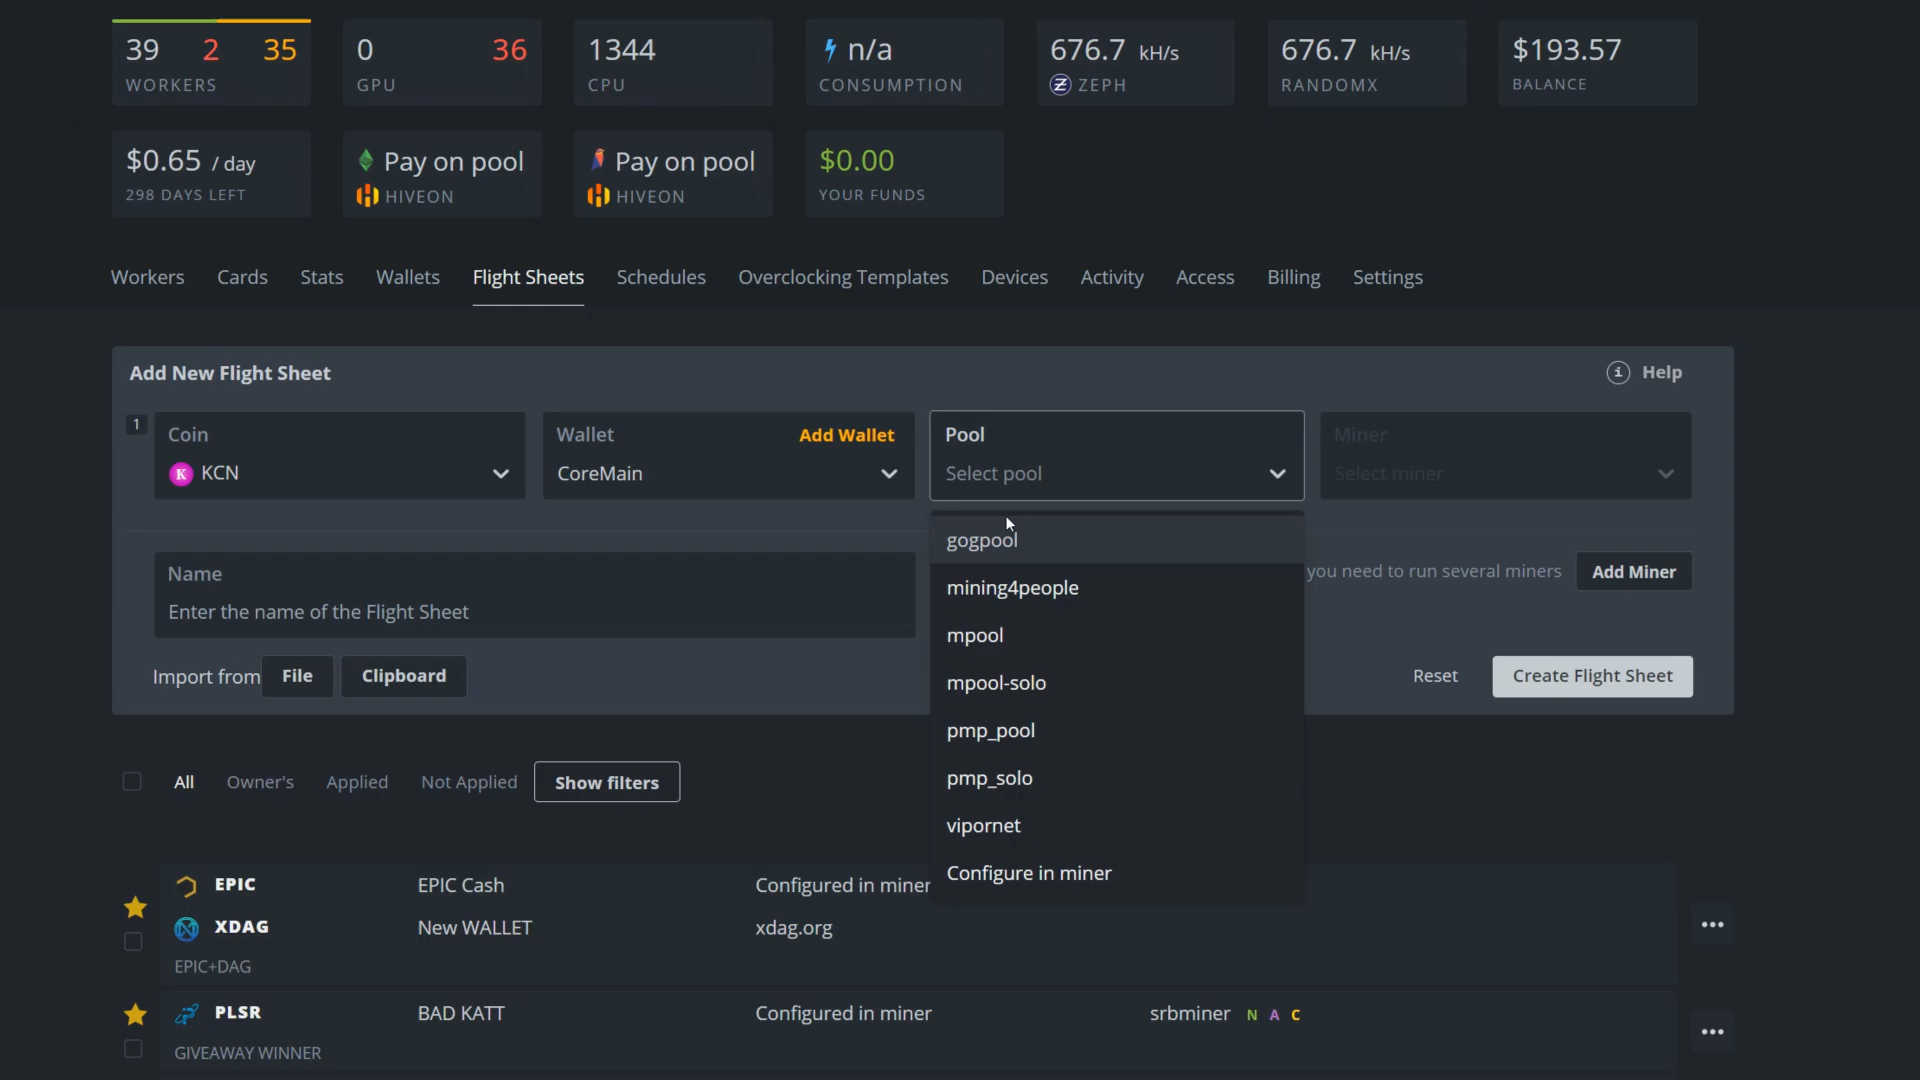 39 2 35
WORKERS
0 36
GPU
1344
CPU
n/a
CONSUMPTION
676.7 kH/s
ZEPH
676.7 kH/s
RANDOMX
$193.57
BALANCE
$0.65 / day
298 DAYS LEFT
Pay on pool
HIVEON
Pay on pool
HIVEON
$0.00
YOUR FUNDS
Workers Cards Stats Wallets Flight Sheets Schedules Overclocking Templates Devices Activity Access Billing Settings
Add New Flight Sheet
Help
1
Coin
K KCN
Wallet Add Wallet
CoreMain
Pool
Select pool
Miner
Select miner
gogpool
mining4people
mpool
mpool-solo
pmp_pool
pmp_solo
vipornet
Configure in miner
Name
Enter the name of the Flight Sheet
you need to run several miners
Add Miner
Import from File Clipboard
Reset Create Flight Sheet
All Owner's Applied Not Applied Show filters
EPIC EPIC Cash Configured in miner
XDAG New WALLET xdag.org
EPIC+DAG
PLSR BAD KATT Configured in miner srbminer N A C
GIVEAWAY WINNER